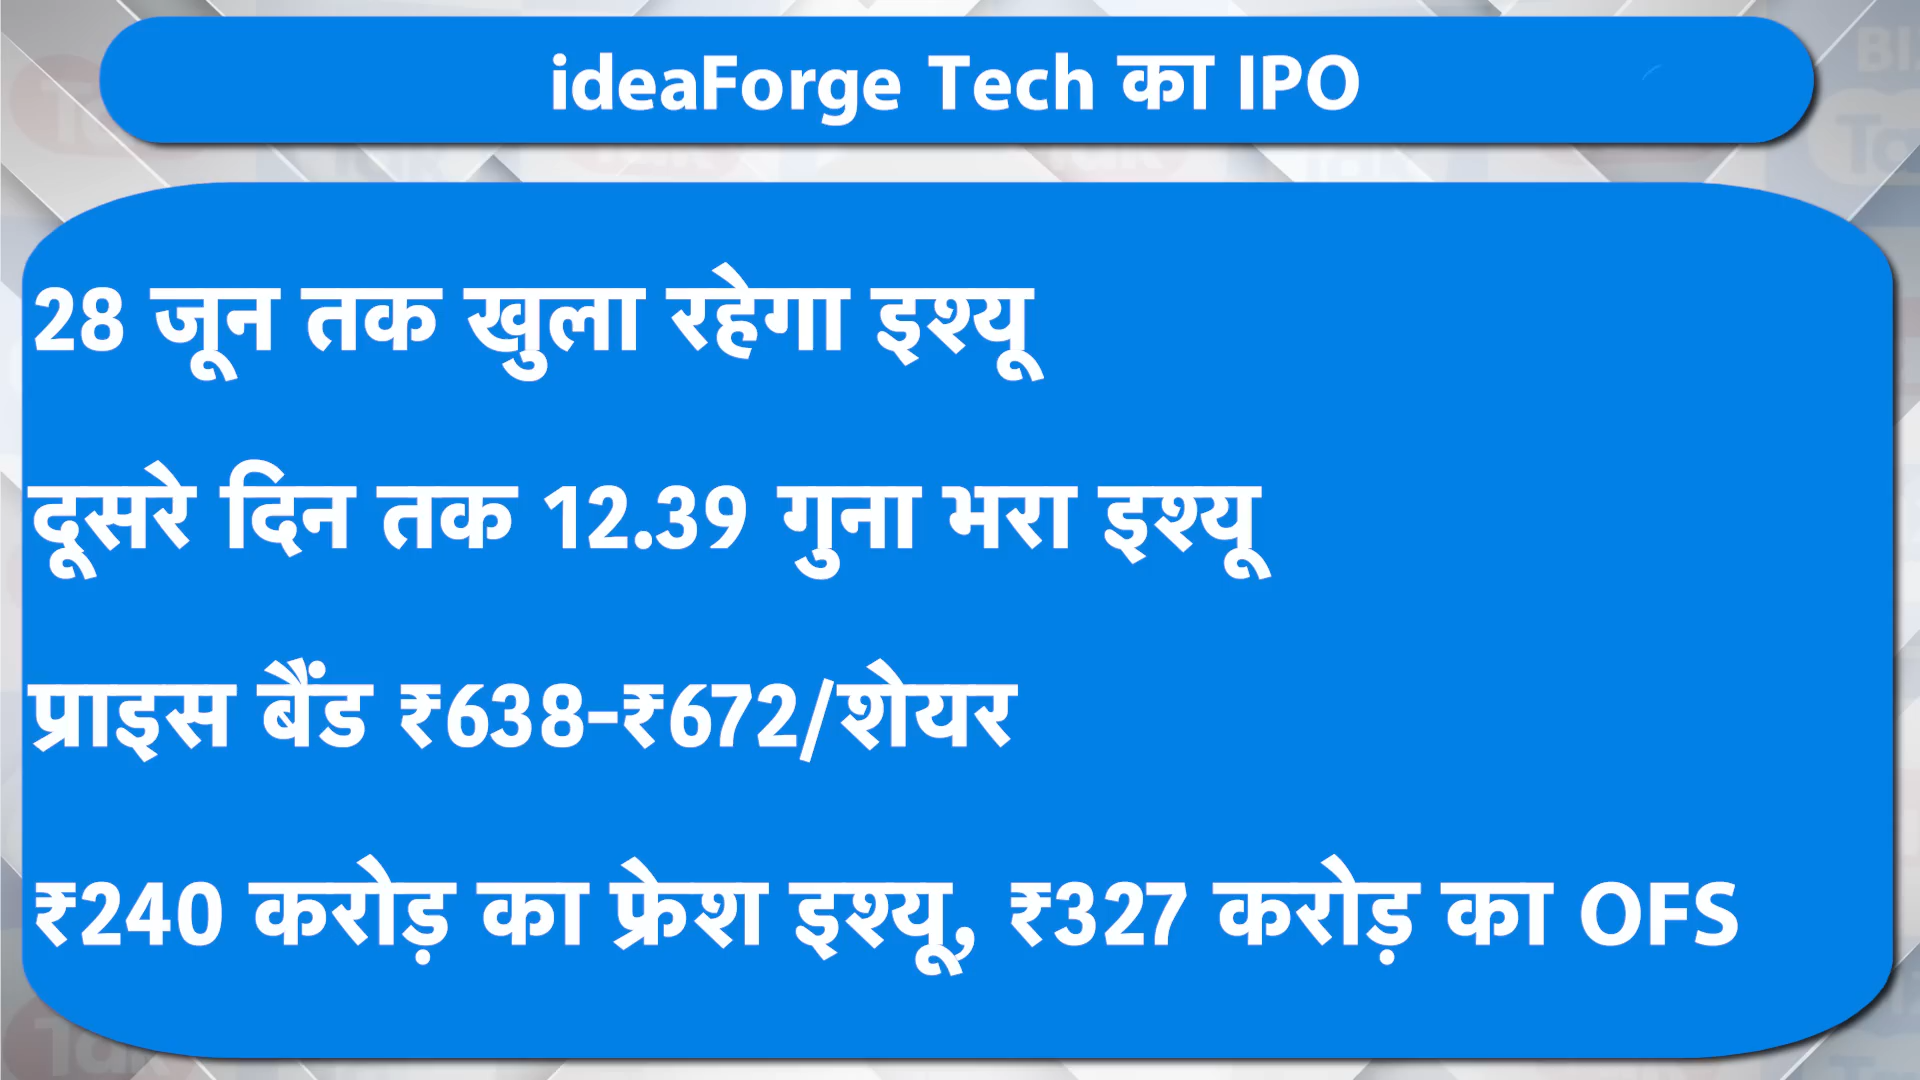 ideaForge Tech का IPO
28 जून तक खुला रहेगा इश्यू
दूसरे दिन तक 12.39 गुना भरा इश्यू
प्राइस बैंड ₹638-₹672/शेयर
₹240 करोड़ का फ्रेश इश्यू, ₹327 करोड़ का OFS